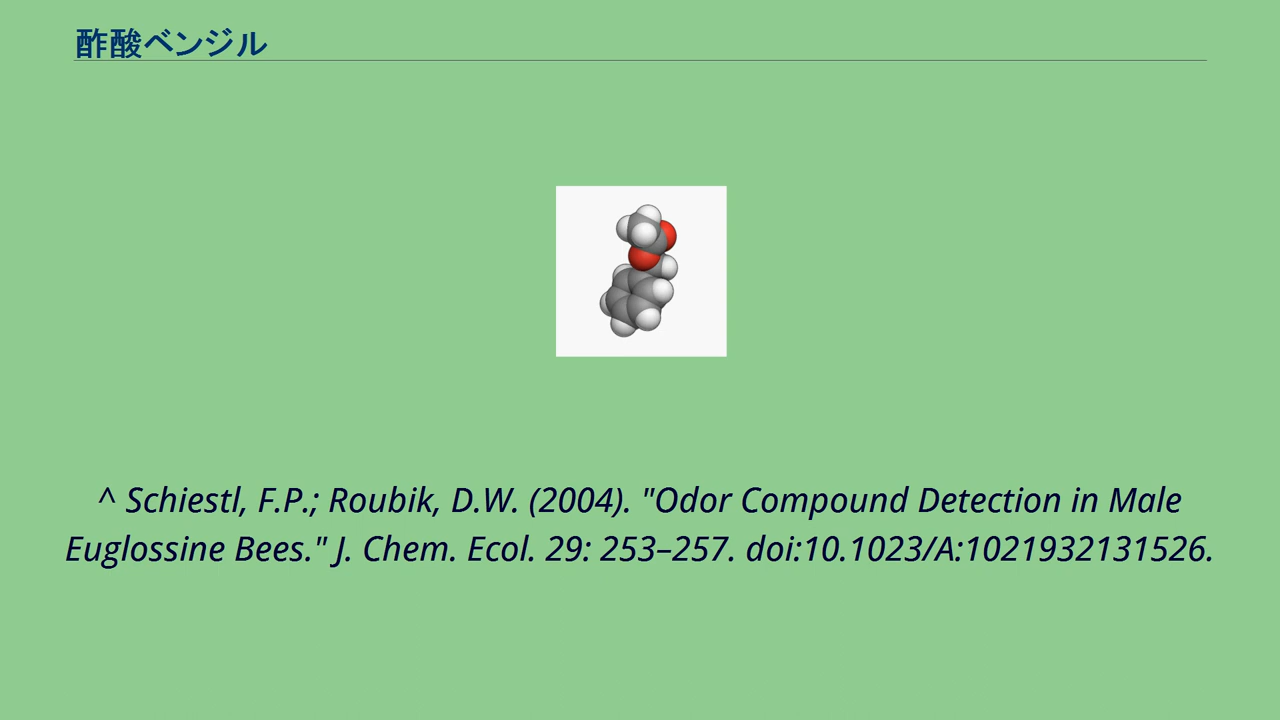 酢酸ベンジル
^ Schiestl, F.P.; Roubik, D.W. (2004). "Odor Compound Detection in Male
Euglossine Bees." J. Chem. Ecol. 29: 253–257. doi:10.1023/A:1021932131526.